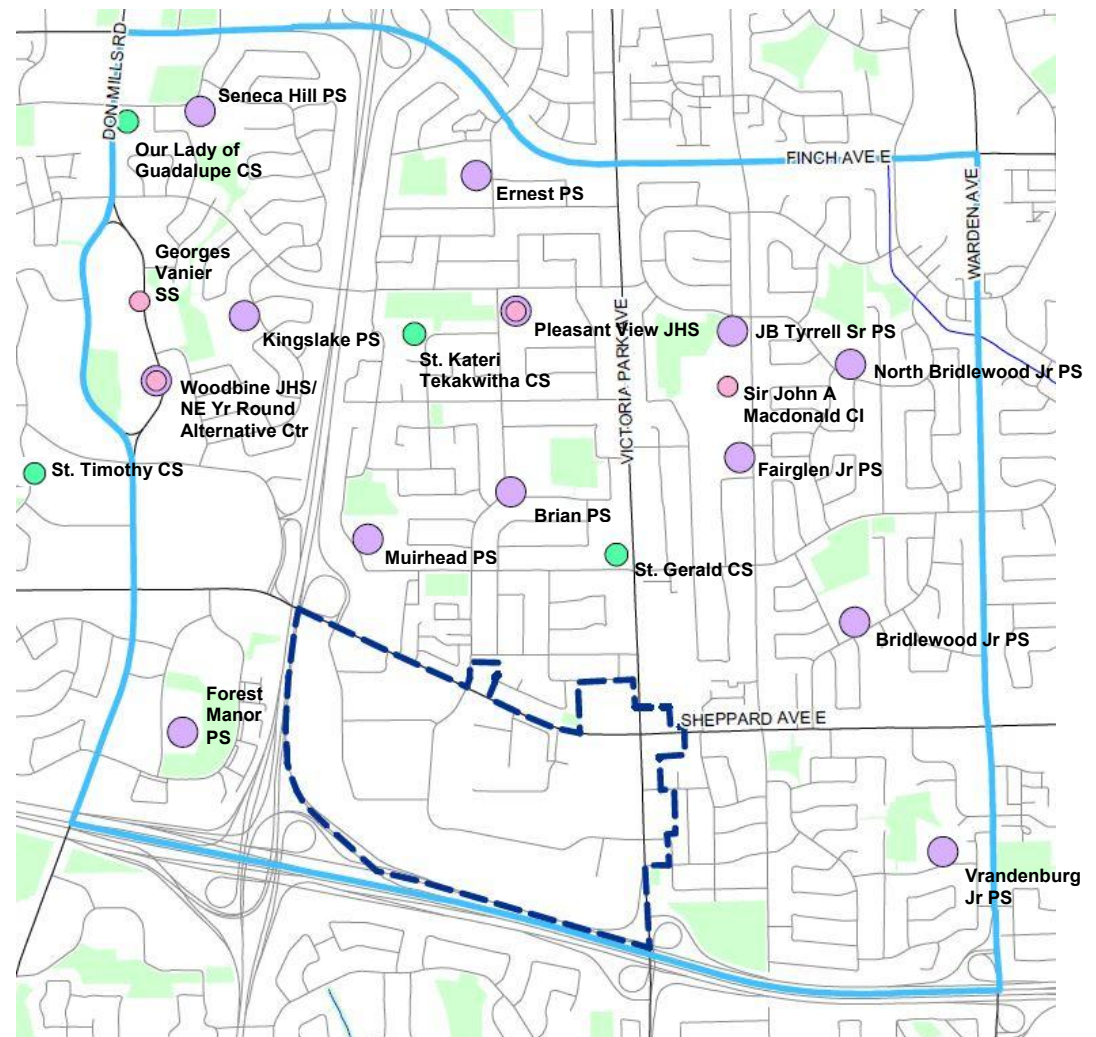 DON MILLS RD
Seneca Hill PS
Our Lady of
Guadalupe CS
FINCH AVE E
Ernest PS
WARDEN AVE
Georges
Vanier
SS
Kingslake PS
Pleasant View JHS
VICTORIA PARK AVE
JB Tyrrell Sr PS
St. Kateri
Tekakwitha CS
North Bridlewood Jr PS
Woodbine JHS/
NE Yr Round
Alternative Ctr
Sir John A
Macdonald CI
St. Timothy CS
Fairglen Jr PS
Brian PS
Muirhead PS
St. Gerald CS
Bridlewood Jr PS
Forest
Manor
PS
SHEPPARD AVE E
Vrandenburg
Jr PS